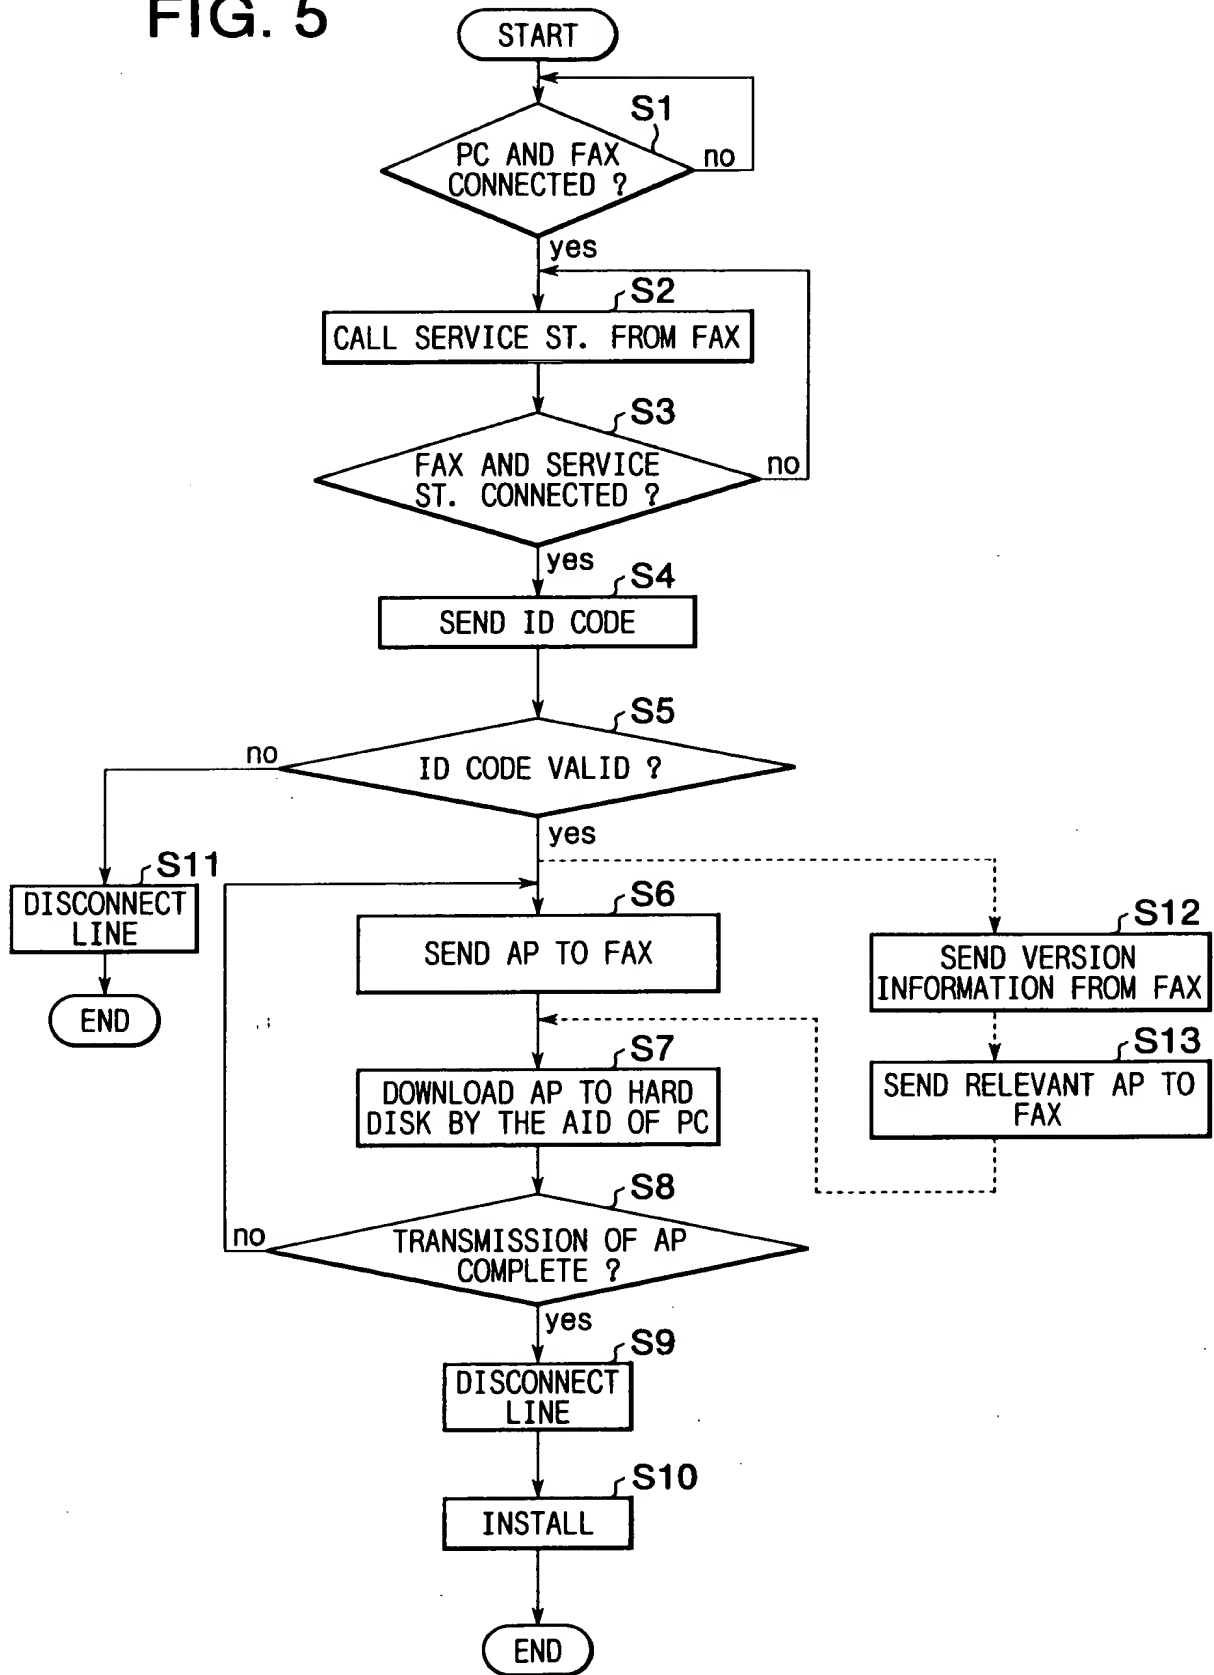 FIG. 5
START
S1
PC AND FAX
CONNECTED ?
no
yes
S2
CALL SERVICE ST. FROM FAX
S3
FAX AND SERVICE
ST. CONNECTED ?
no
yes
S4
SEND ID CODE
S5
no
ID CODE VALID ?
yes
S11
DISCONNECT
LINE
END
S6
SEND AP TO FAX
S12
SEND VERSION
INFORMATION FROM FAX
S7
DOWNLOAD AP TO HARD
DISK BY THE AID OF PC
S13
SEND RELEVANT AP TO
FAX
S8
no
TRANSMISSION OF AP
COMPLETE ?
yes
S9
DISCONNECT
LINE
S10
INSTALL
END